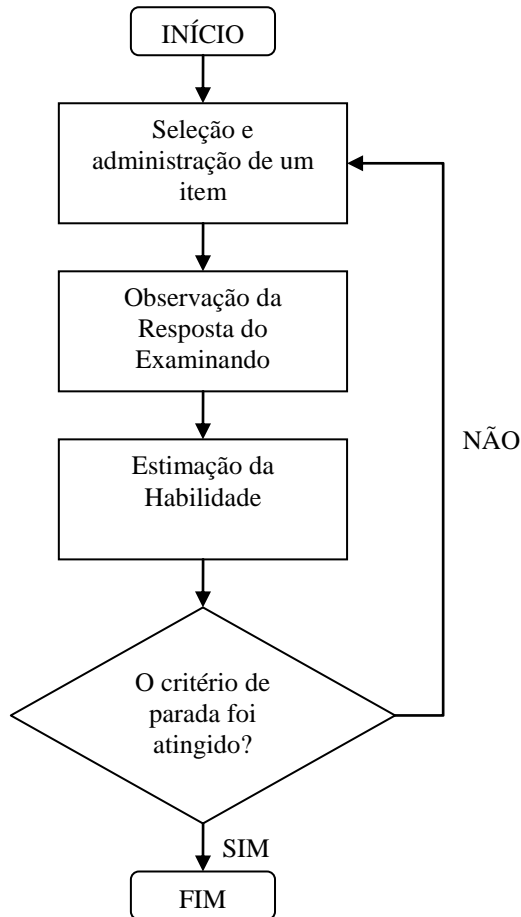 INÍCIO
Seleção e
administração de um
item
Observação da
Resposta do
Examinando
Estimação da
Habilidade
NÃO
O critério de
parada foi
atingido?
SIM
FIM